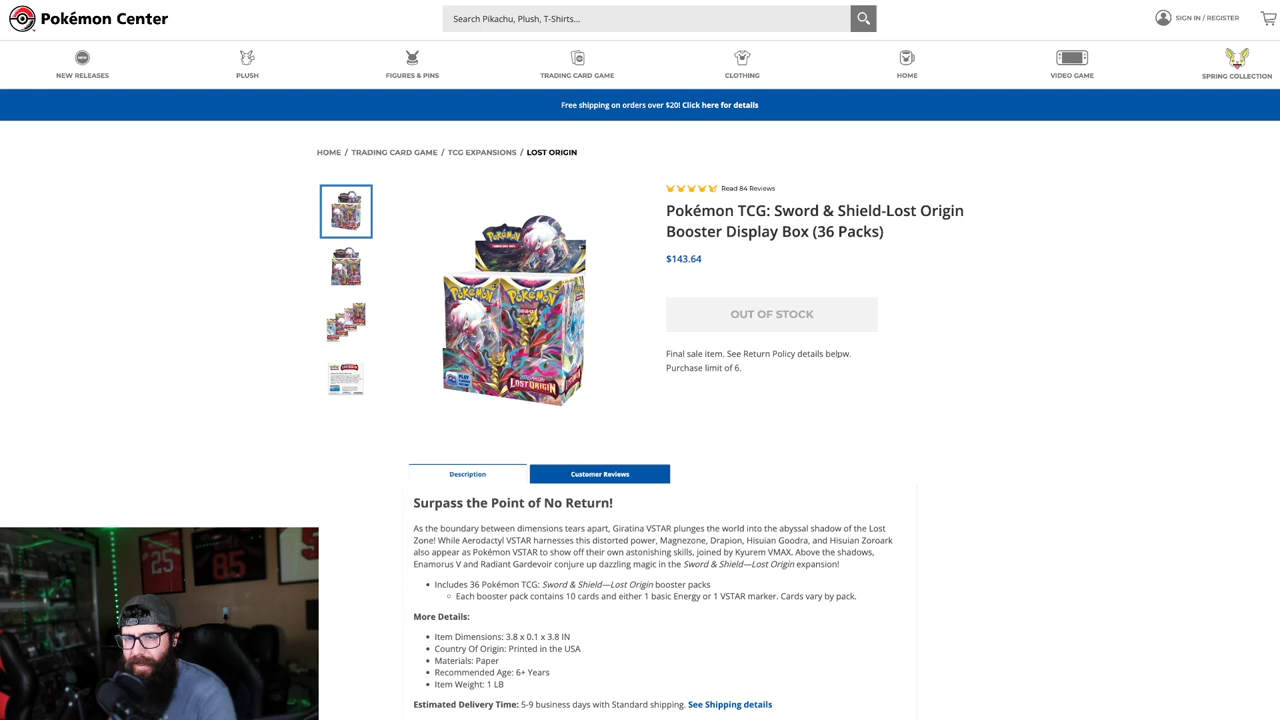 Pokémon Center
Search Pikachu, Plush, T-Shirts...
SIGN IN / REGISTER
NEW RELEASES
PLUSH
FIGURES & PINS
TRADING CARD GAME
CLOTHING
HOME
VIDEO GAME
SPRING COLLECTION
Free shipping on orders over $20! Click here for details
HOME / TRADING CARD GAME / TCG EXPANSIONS / LOST ORIGIN
Read 84 Reviews
Pokémon TCG: Sword & Shield-Lost Origin
Booster Display Box (36 Packs)
$143.64
OUT OF STOCK
Final sale item. See Return Policy details belpw.
Purchase limit of 6.
POKÉMON
POKÉMON
POKÉMON
LOST ORIGIN
Description
Customer Reviews
Surpass the Point of No Return!
As the boundary between dimensions tears apart, Giratina VSTAR plunges the world into the abyssal shadow of the Lost
Zone! While Aerodactyl VSTAR harnesses this distorted power, Magnezone, Drapion, Hisuian Goodra, and Hisuian Zoroark
also appear as Pokémon VSTAR to show off their own astonishing skills, joined by Kyurem VMAX. Above the shadows,
Enamorus V and Radiant Gardevoir conjure up dazzling magic in the Sword & Shield—Lost Origin expansion!
• Includes 36 Pokémon TCG: Sword & Shield—Lost Origin booster packs
○ Each booster pack contains 10 cards and either 1 basic Energy or 1 VSTAR marker. Cards vary by pack.
More Details:
• Item Dimensions: 3.8 x 0.1 x 3.8 IN
• Country Of Origin: Printed in the USA
• Materials: Paper
• Recommended Age: 6+ Years
• Item Weight: 1 LB
Estimated Delivery Time: 5-9 business days with Standard shipping. See Shipping details
25
85